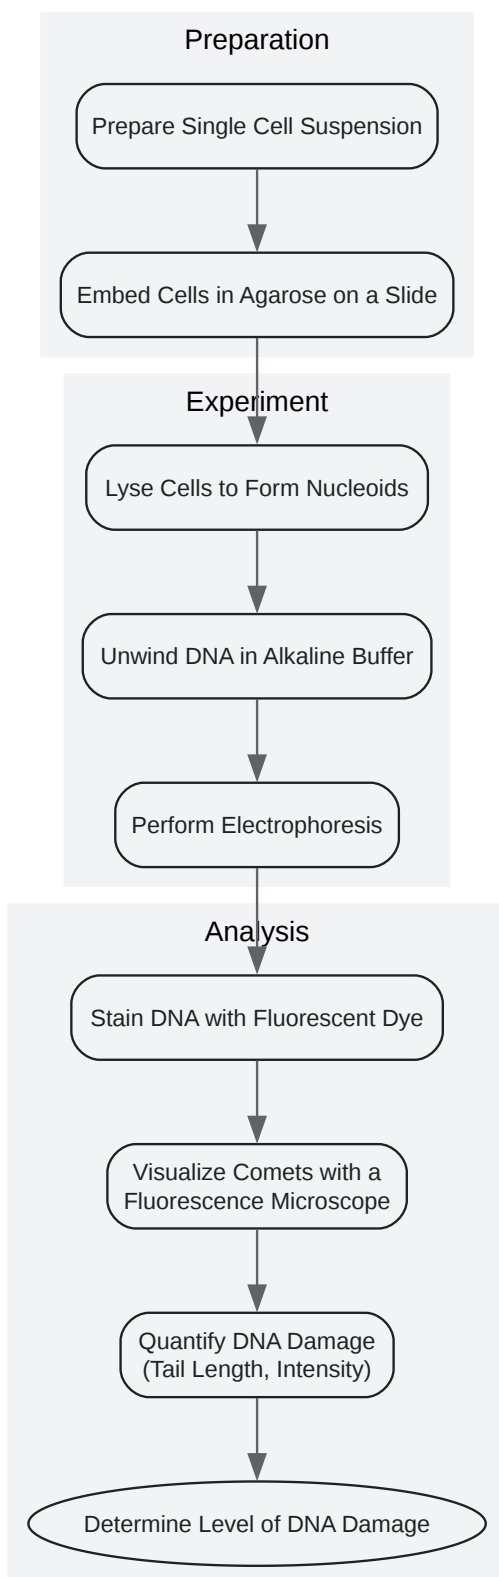 Preparation
Prepare Single Cell Suspension
Embed Cells in Agarose on a Slide
Experiment
Lyse Cells to Form Nucleoids
Unwind DNA in Alkaline Buffer
Perform Electrophoresis
Analysis
Stain DNA with Fluorescent Dye
Visualize Comets with a
Fluorescence Microscope
Quantify DNA Damage
(Tail Length, Intensity)
Determine Level of DNA Damage